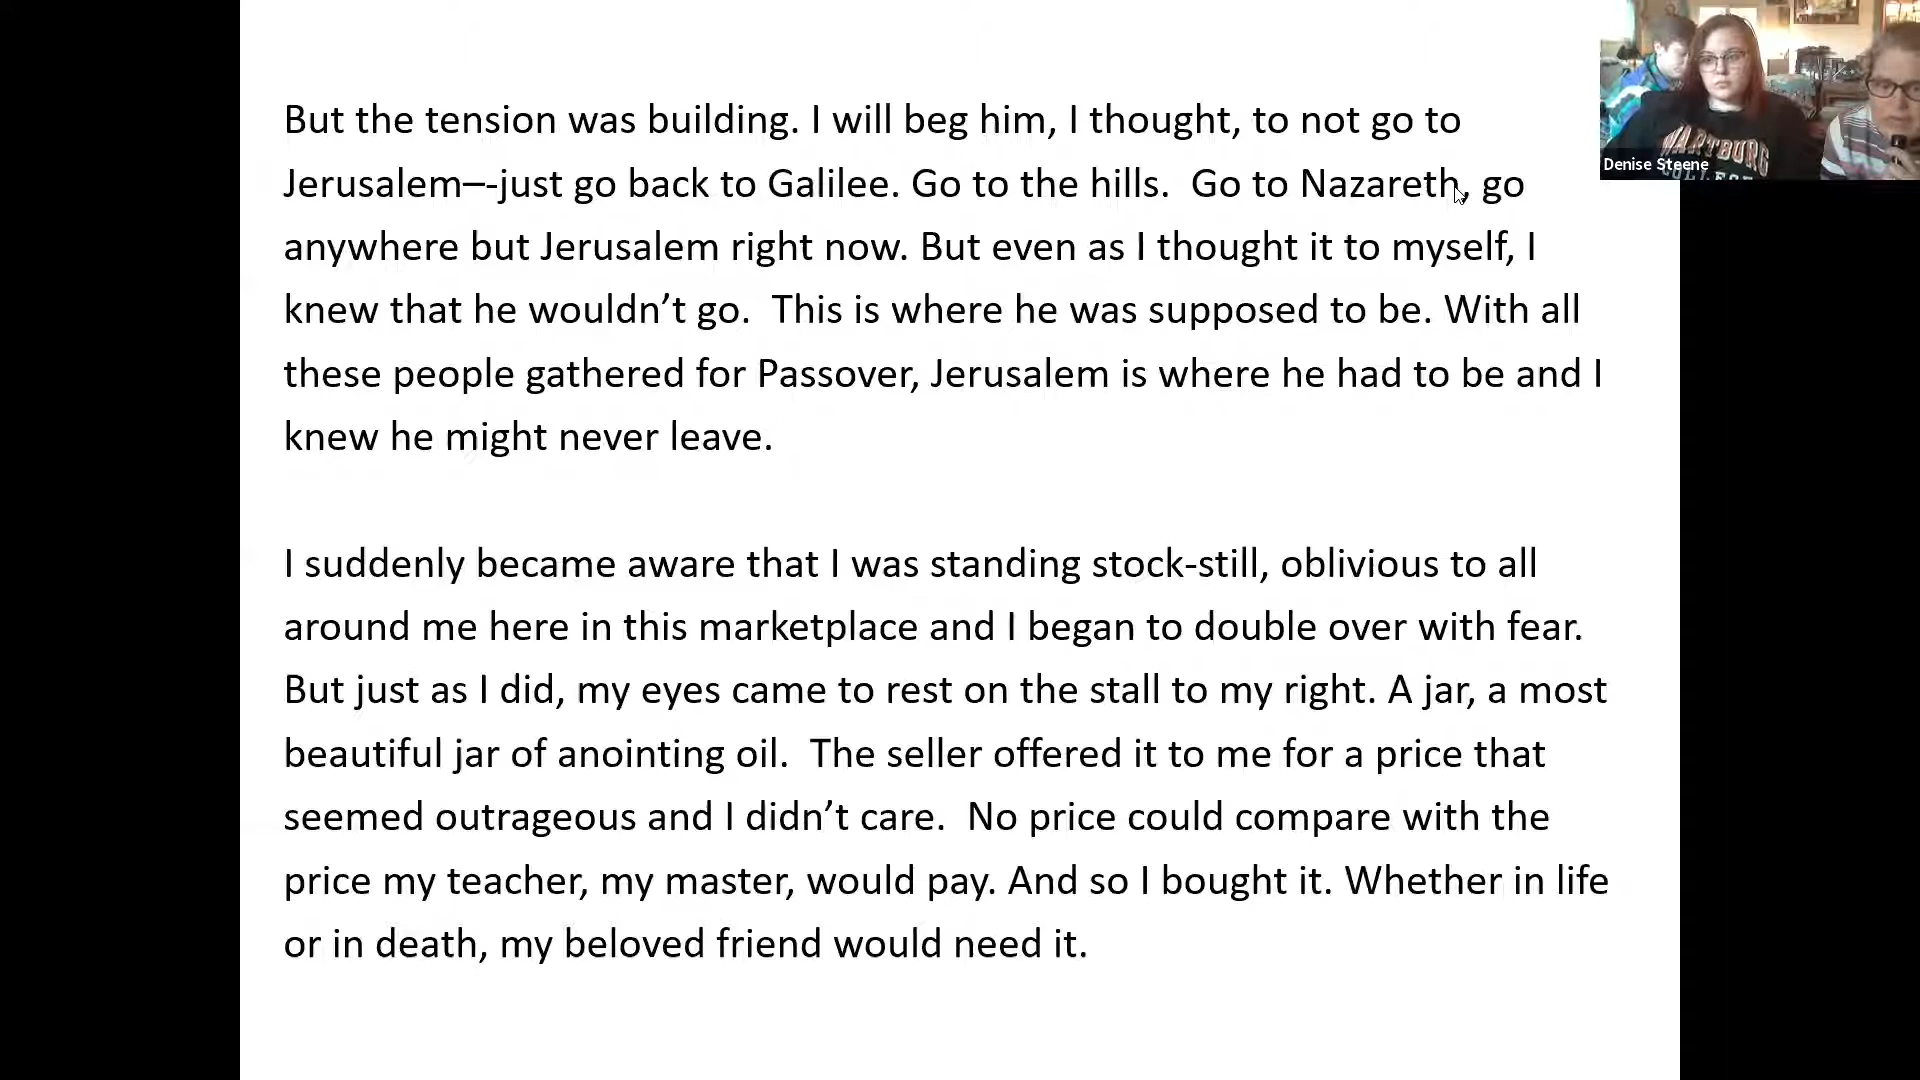 But the tension was building. I will beg him, I thought, to not go to
Jerusalem–-just go back to Galilee. Go to the hills.  Go to Nazareth, go
anywhere but Jerusalem right now. But even as I thought it to myself, I
knew that he wouldn’t go.  This is where he was supposed to be. With all
these people gathered for Passover, Jerusalem is where he had to be and I
knew he might never leave.
I suddenly became aware that I was standing stock-still, oblivious to all
around me here in this marketplace and I began to double over with fear.
But just as I did, my eyes came to rest on the stall to my right. A jar, a most
beautiful jar of anointing oil.  The seller offered it to me for a price that
seemed outrageous and I didn’t care.  No price could compare with the
price my teacher, my master, would pay. And so I bought it. Whether in life
or in death, my beloved friend would need it.
WARTBURG
COLLEGE
Denise Steene